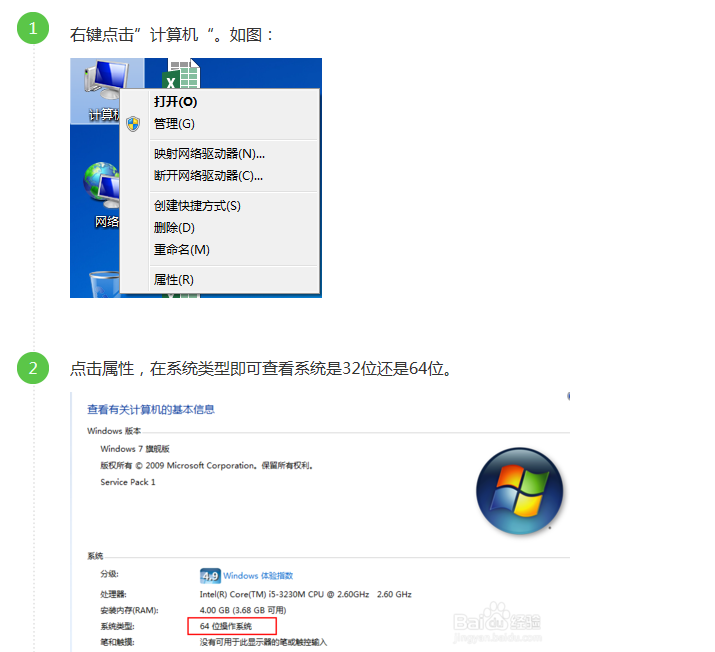 1
右键点击”计算机“。如图：
计算机
打开(O)
管理(G)
映射网络驱动器(N)...
断开网络驱动器(C)...
创建快捷方式(S)
网络
删除(D)
重命名(M)
属性(R)
2
点击属性，在系统类型即可查看系统是32位还是64位。
查看有关计算机的基本信息
Windows 版本
Windows 7 旗舰版
版权所有 © 2009 Microsoft Corporation。保留所有权利。
Service Pack 1
系统
分级: 4.9 Windows 体验指数
处理器: Intel(R) Core(TM) i5-3230M CPU @ 2.60GHz 2.60 GHz
安装内存(RAM): 4.00 GB (3.68 GB 可用)
系统类型: 64 位操作系统
笔和触摸: 没有可用于此显示器的笔或触控输入
Baidu 经验
jingyan.baidu.com